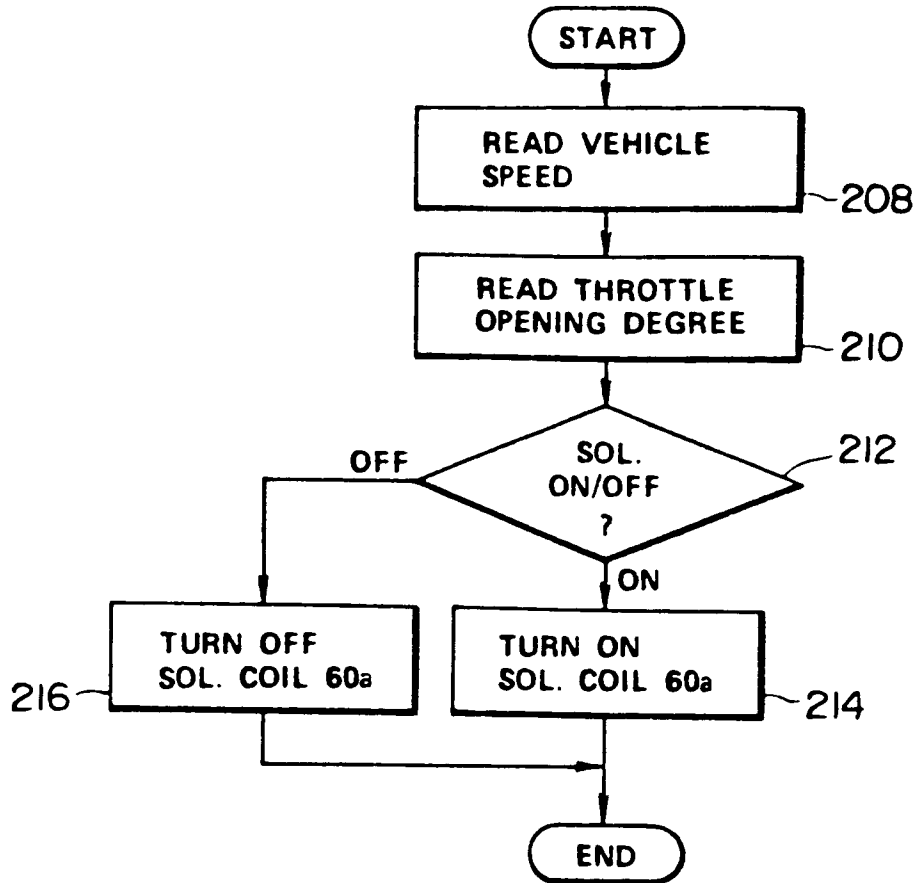 START
READ VEHICLE
SPEED
208
READ THROTTLE
OPENING DEGREE
210
SOL.
ON/OFF
?
212
OFF
ON
TURN OFF
SOL. COIL 60a
216
TURN ON
SOL. COIL 60a
214
END